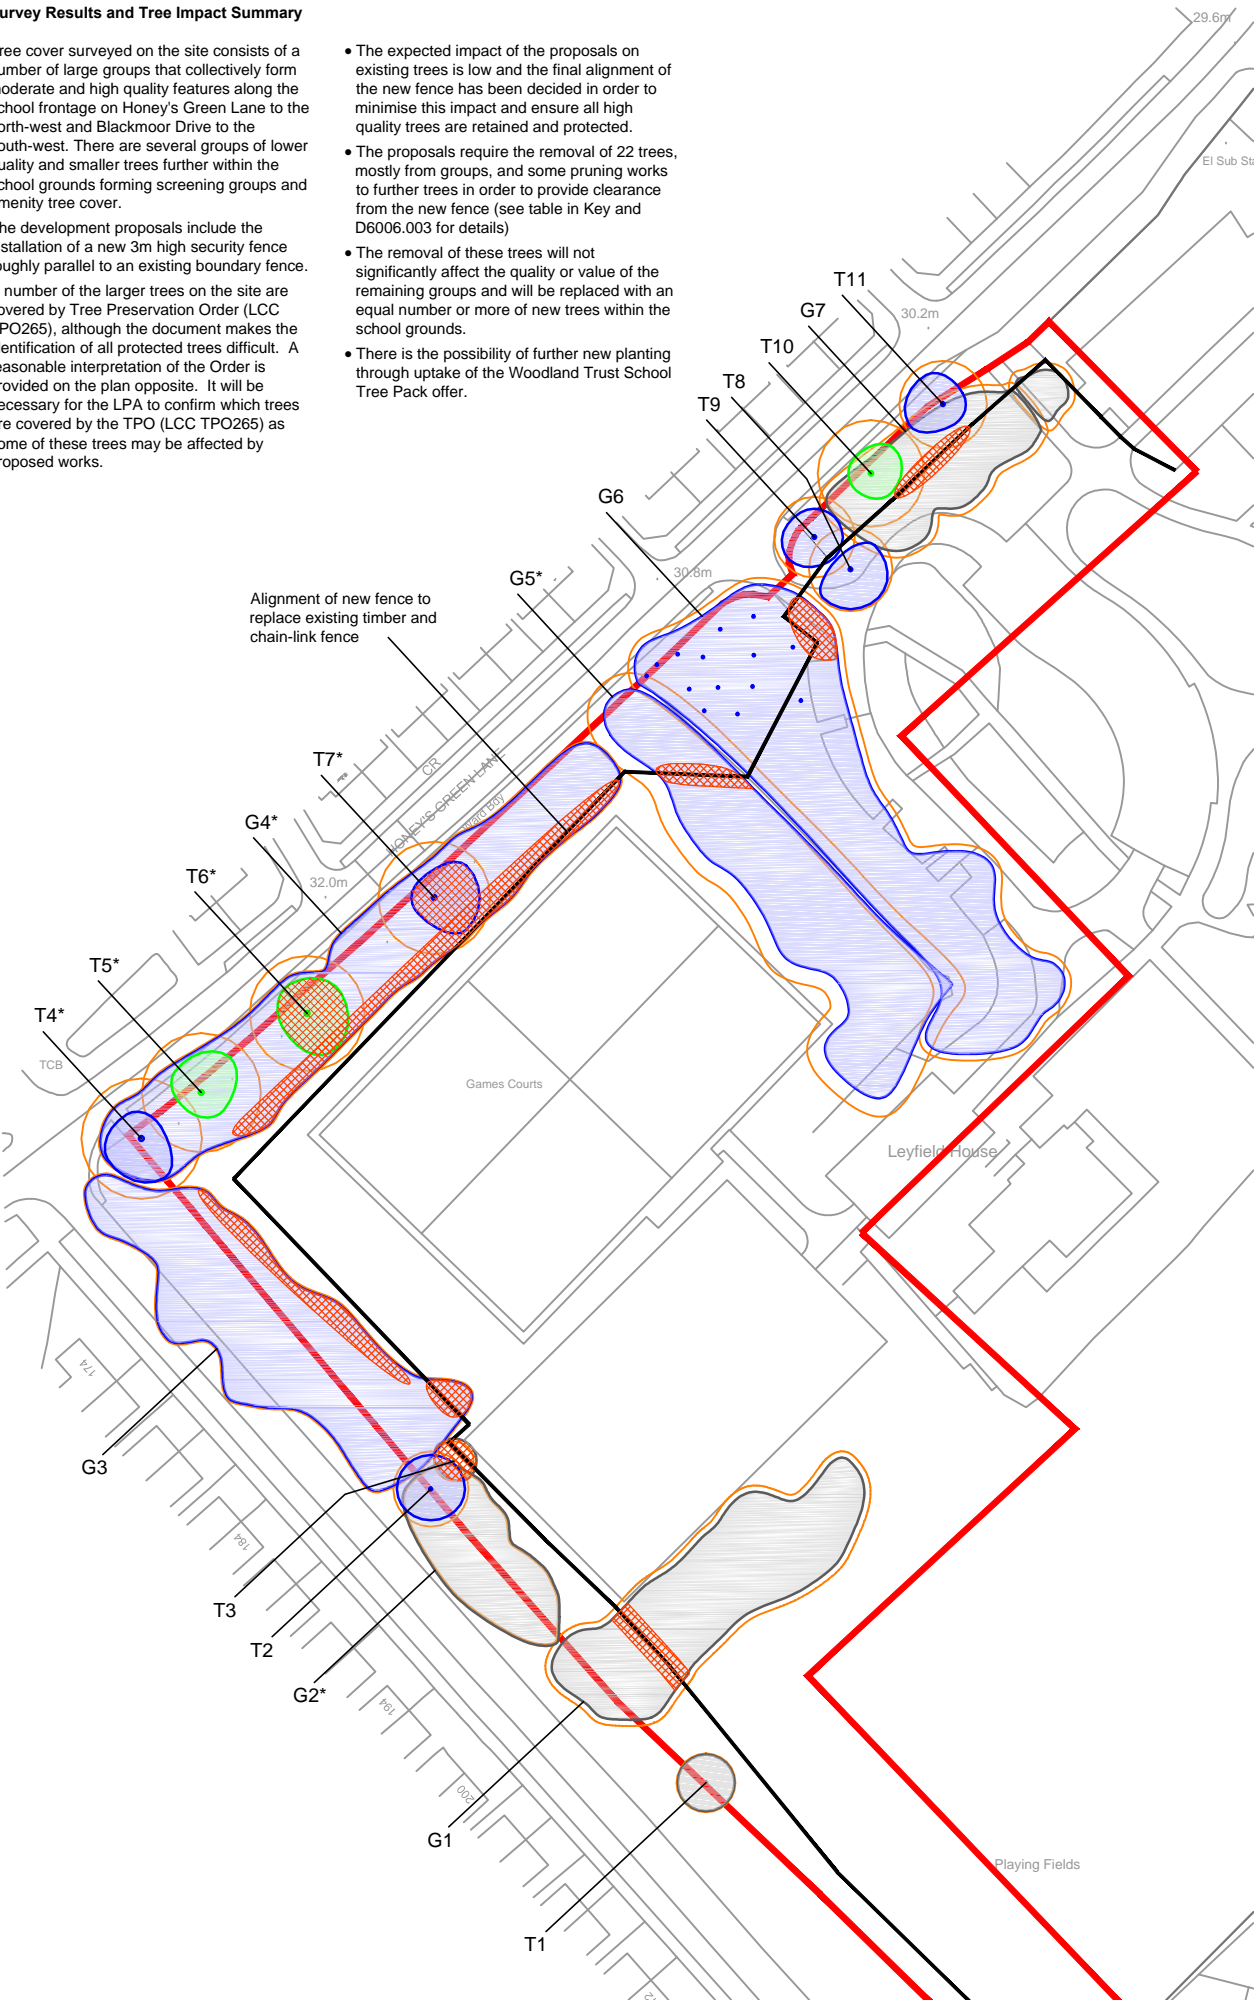 urvey Results and Tree Impact Summary
ree cover surveyed on the site consists of a
umber of large groups that collectively form
oderate and high quality features along the
chool frontage on Honey's Green Lane to the
orth-west and Blackmoor Drive to the
outh-west. There are several groups of lower
uality and smaller trees further within the
chool grounds forming screening groups and
menity tree cover.
he development proposals include the
stallation of a new 3m high security fence
oughly parallel to an existing boundary fence.
number of the larger trees on the site are
overed by Tree Preservation Order (LCC
PO265), although the document makes the
entification of all protected trees difficult. A
easonable interpretation of the Order is
rovided on the plan opposite. It will be
ecessary for the LPA to confirm which trees
re covered by the TPO (LCC TPO265) as
ome of these trees may be affected by
roposed works.
• The expected impact of the proposals on
existing trees is low and the final alignment of
the new fence has been decided in order to
minimise this impact and ensure all high
quality trees are retained and protected.
• The proposals require the removal of 22 trees,
mostly from groups, and some pruning works
to further trees in order to provide clearance
from the new fence (see table in Key and
D6006.003 for details)
• The removal of these trees will not
significantly affect the quality or value of the
remaining groups and will be replaced with an
equal number or more of new trees within the
school grounds.
• There is the possibility of further new planting
through uptake of the Woodland Trust School
Tree Pack offer.
29.6m
El Sub Sta
T11
G7
30.2m
T10
T8
T9
G6
30.8m
G5*
Alignment of new fence to
replace existing timber and
chain-link fence
T7*
CR
HONEY'S GREEN LANE
Ward Bdy
G4*
32.0m
T6*
T5*
T4*
TCB
Games Courts
Leyfield House
174
G3
184
T3
T2
G2*
194
200
G1
Playing Fields
T1